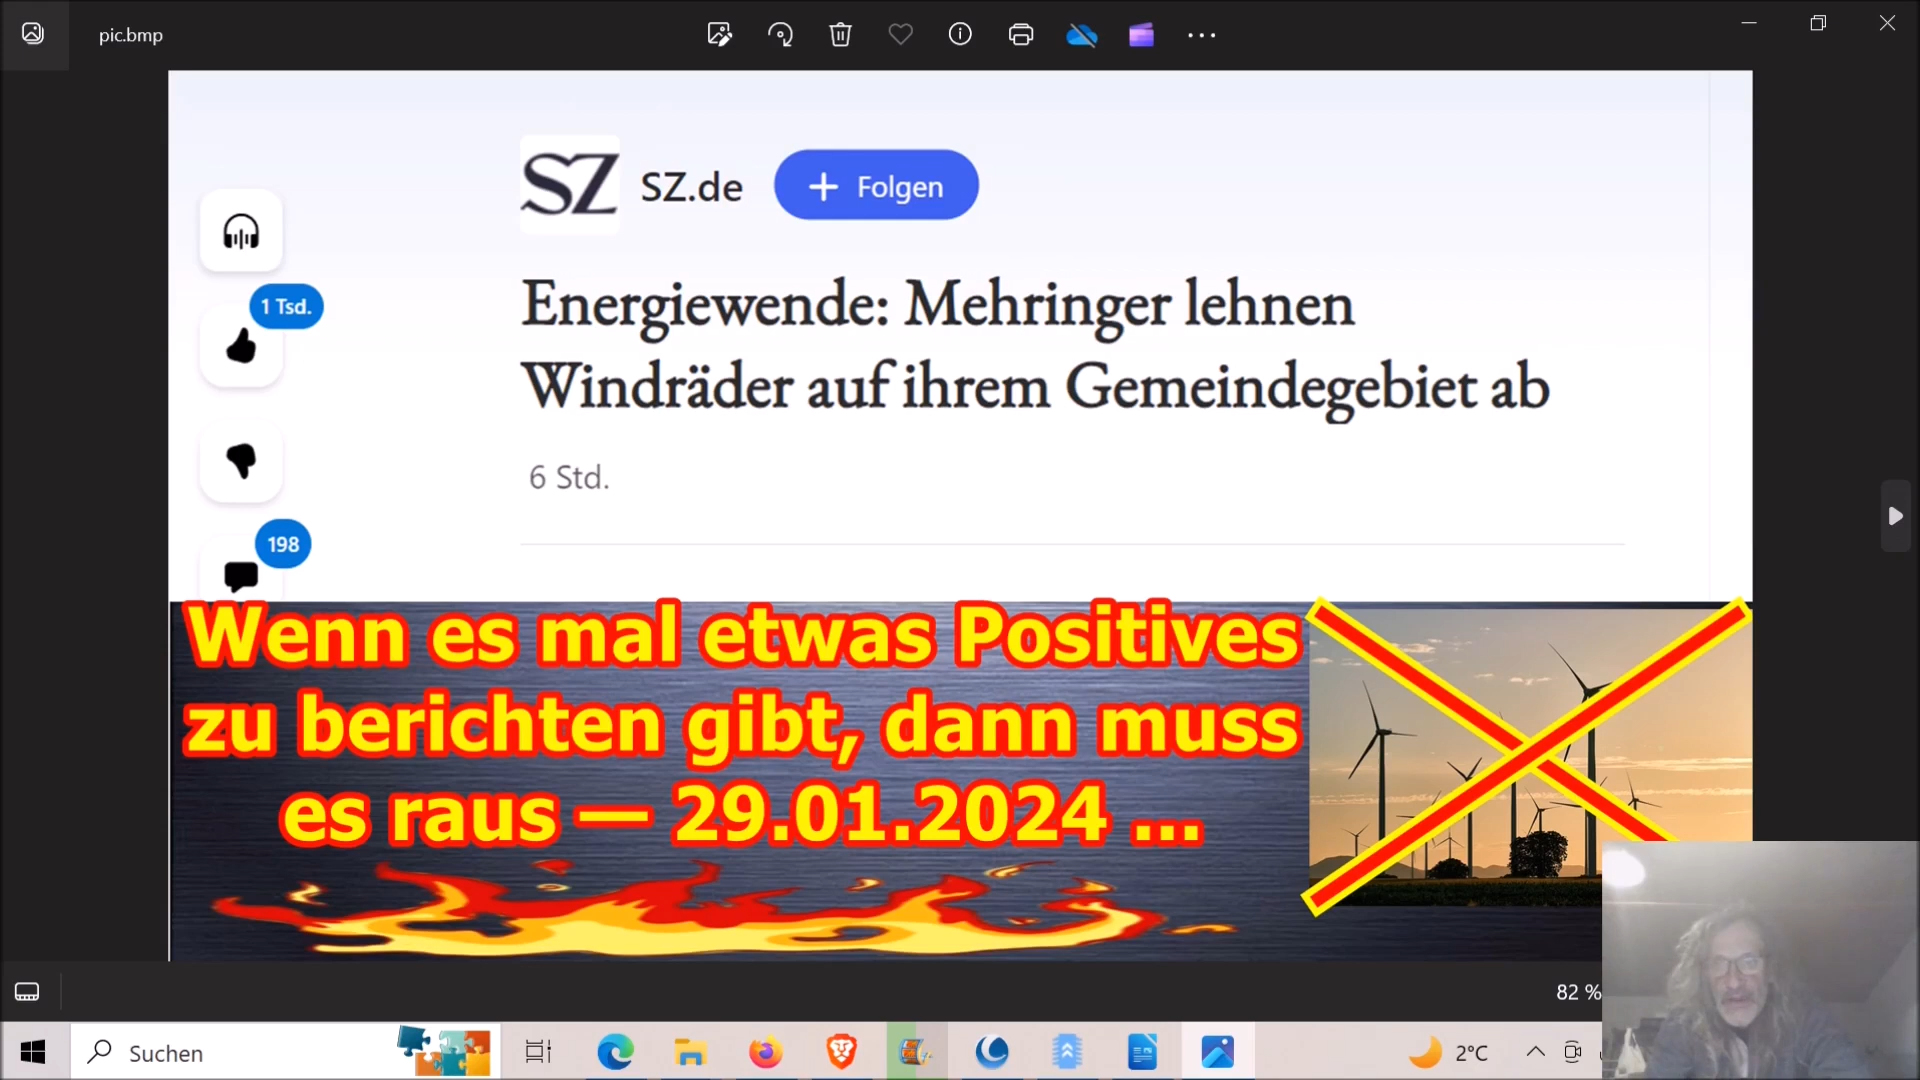 pic.bmp
SZ SZ.de + Folgen
1 Tsd.
Energiewende: Mehringer lehnen
Windräder auf ihrem Gemeindegebiet ab
6 Std.
198
Wenn es mal etwas Positives
zu berichten gibt, dann muss
es raus — 29.01.2024 ...
82 %
Suchen
2°C